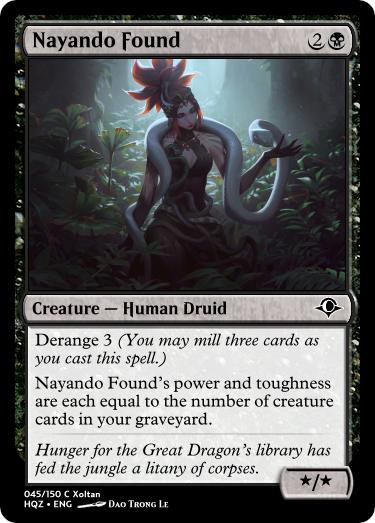 Nayando Found 2
Creature — Human Druid
Derange 3 (You may mill three cards as
you cast this spell.)
Nayando Found's power and toughness
are each equal to the number of creature
cards in your graveyard.
Hunger for the Great Dragon's library has
fed the jungle a litany of corpses.
*/*
045/150 C Xoltan
HQZ • ENG Dao Trong Le